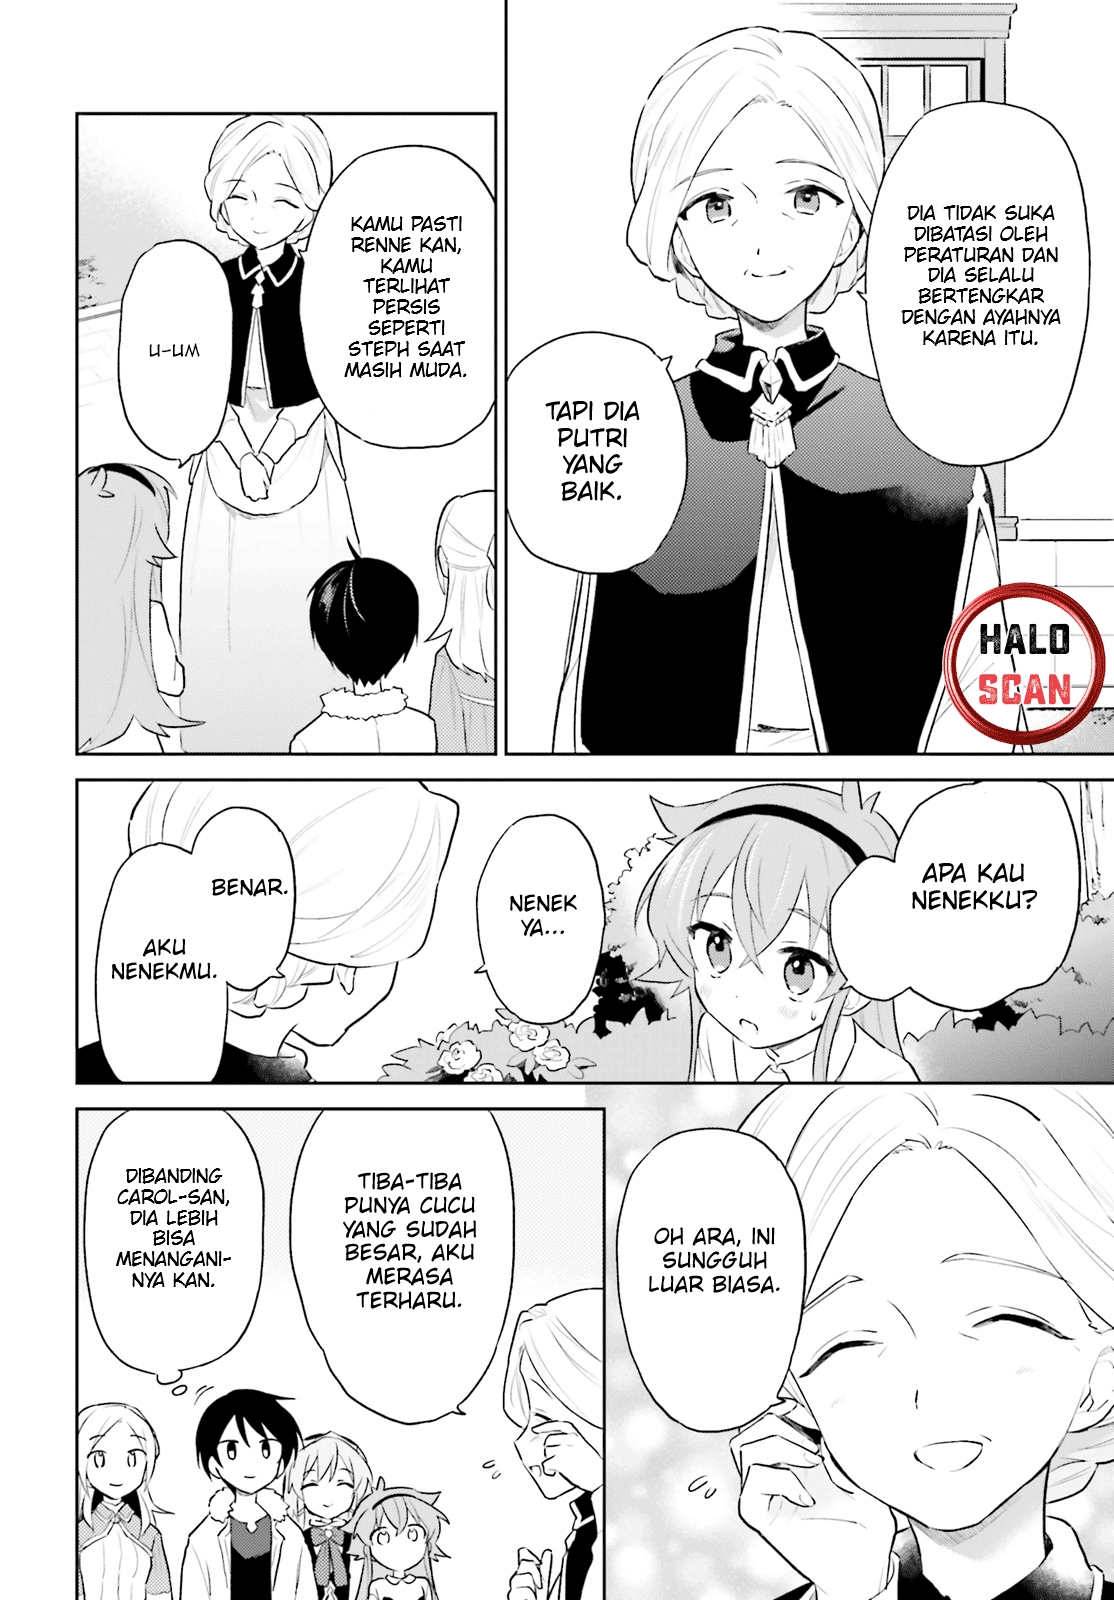 DIA TIDAK SUKA
DIBATASI OLEH
PERATURAN DAN
DIA SELALU
BERTENGKAR
DENGAN AYAHNYA
KARENA ITU.
TAPI DIA
PUTRI
YANG
BAIK.
KAMU PASTI
RENNE KAN,
KAMU
TERLIHAT
PERSIS
SEPERTI
STEPH SAAT
MASIH MUDA.
U-UM
HALO
SCAN
APA KAU
NENEKKU?
NENEK
YA...
BENAR.
AKU
NENEKMU.
OH ARA, INI
SUNGGUH
LUAR BIASA.
TIBA-TIBA
PUNYA CUCU
YANG SUDAH
BESAR, AKU
MERASA
TERHARU.
DIBANDING
CAROL-SAN,
DIA LEBIH
BISA
MENANGANI-
NYA KAN.